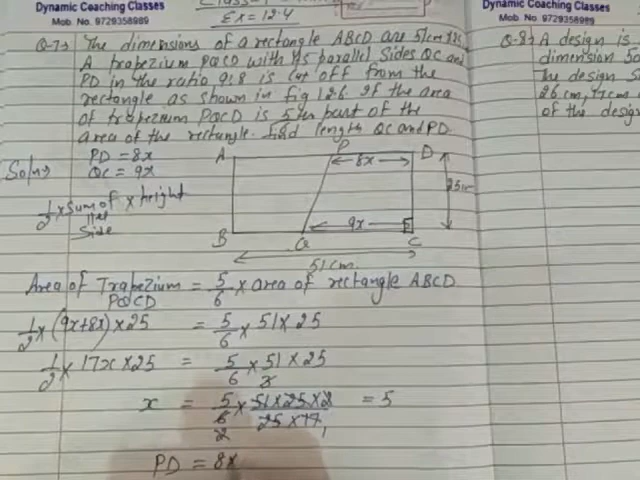 Dynamic Coaching Classes
Mob. No. 9729358989
Ex = 12.4
Dynamic Coaching Classes
Mob. No. 9729358989
Q-7 The dimensions of a rectangle ABCD are 51cm x
A trapezium PQCD with its parallel sides QC and
PD in the ratio 9:8 is cut off from the
rectangle as shown in fig 12.6 If the area
of trapezium PQCD is 5/6 th part of the
area of the rectangle. find length QC and PD.
Soln
PD = 8x
QC = 9x
1/2 x Sum of x height
Side
A
P
D
8x
25cm
9x
B
Q
C
51 cm
Area of Trapezium = 5/6 x area of rectangle ABCD
PQCD
1/2 x (9x+8x) x 25 = 5/6 x 51 x 25
1/2 x 17x x 25 = 5/6 x 51 x 25
x = 5/6 x 51x25x2/25x17 = 5
2
PD = 8x
Q-8 A design is
dimension 50
The design s
26 cm, 17 cm
of the design